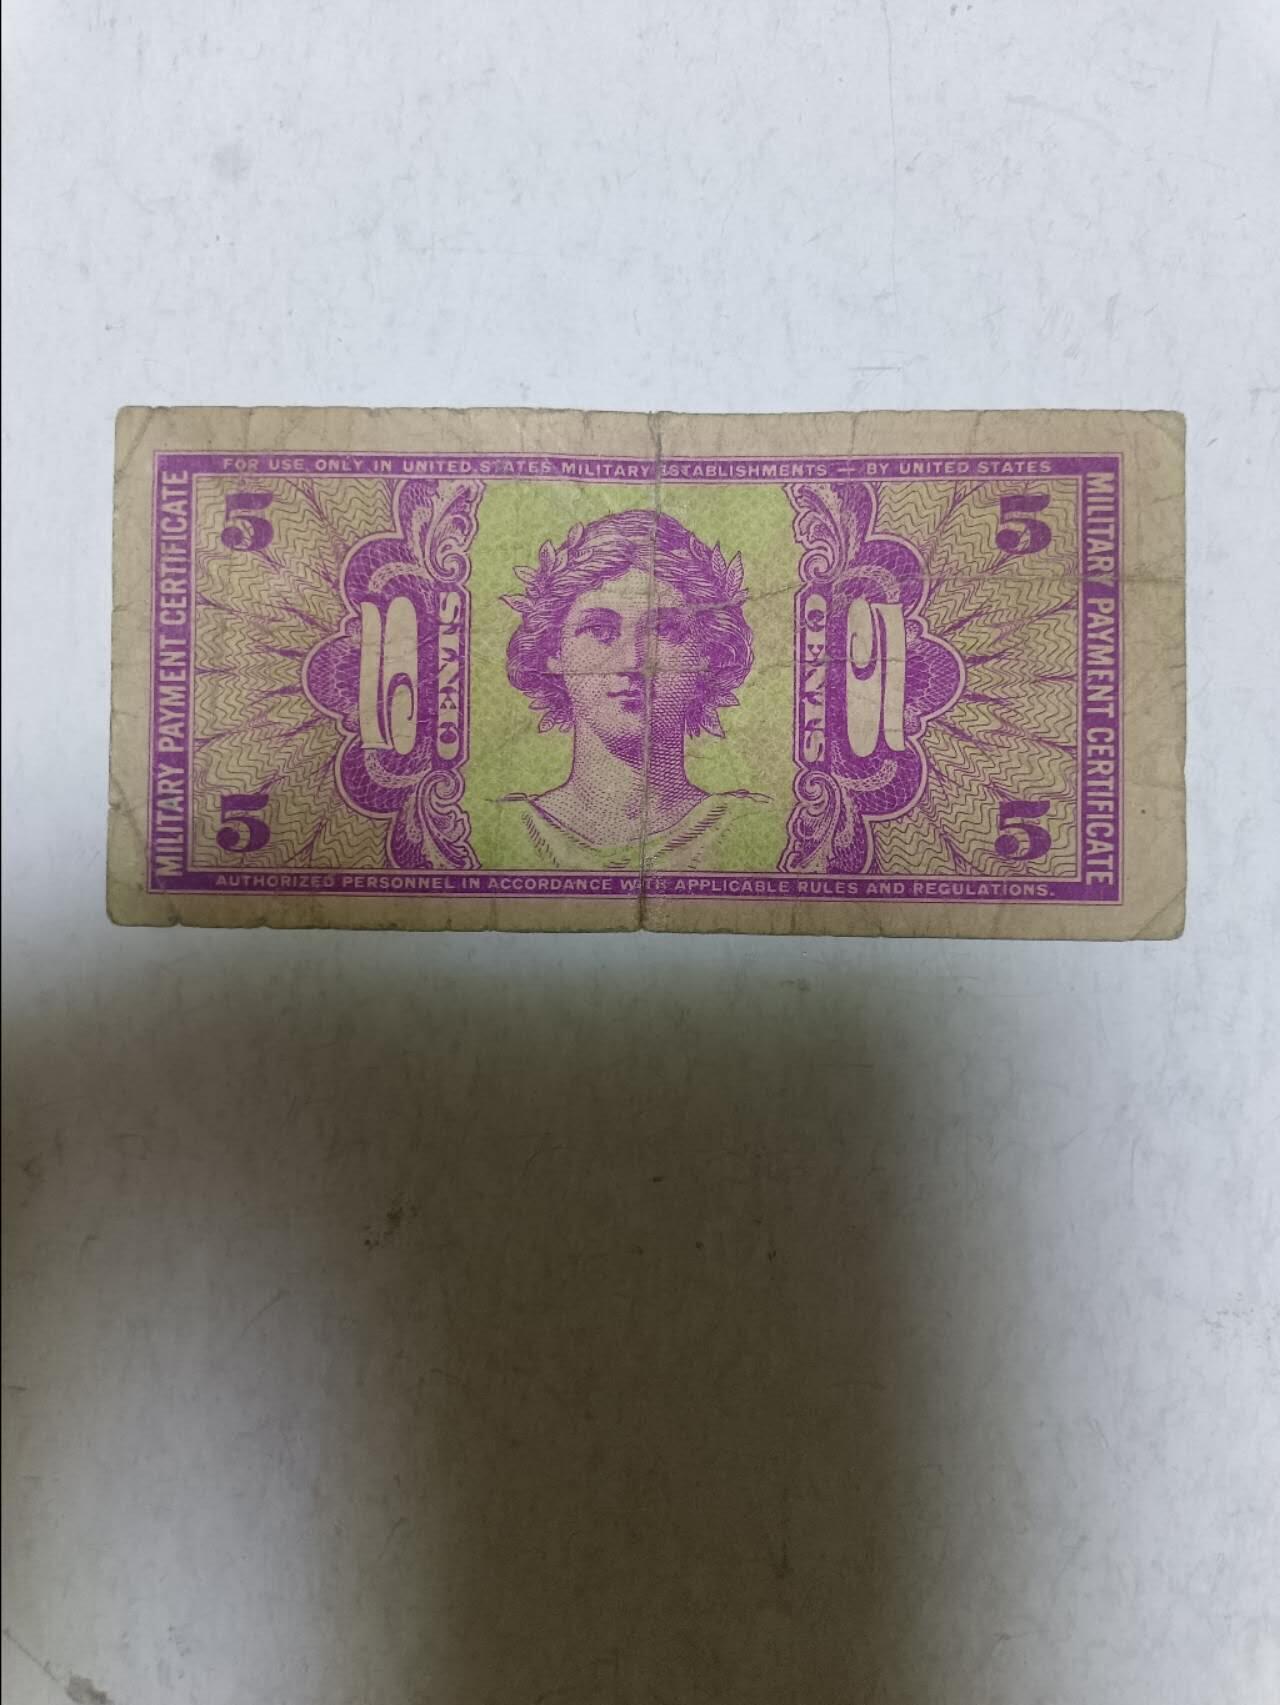 FOR USE ONLY IN UNITED STATES MILITARY ESTABLISHMENTS — BY UNITED STATES
5
5
MILITARY PAYMENT CERTIFICATE
5 CENTS
CENTS 5
MILITARY PAYMENT CERTIFICATE
5
5
AUTHORIZED PERSONNEL IN ACCORDANCE WITH APPLICABLE RULES AND REGULATIONS.